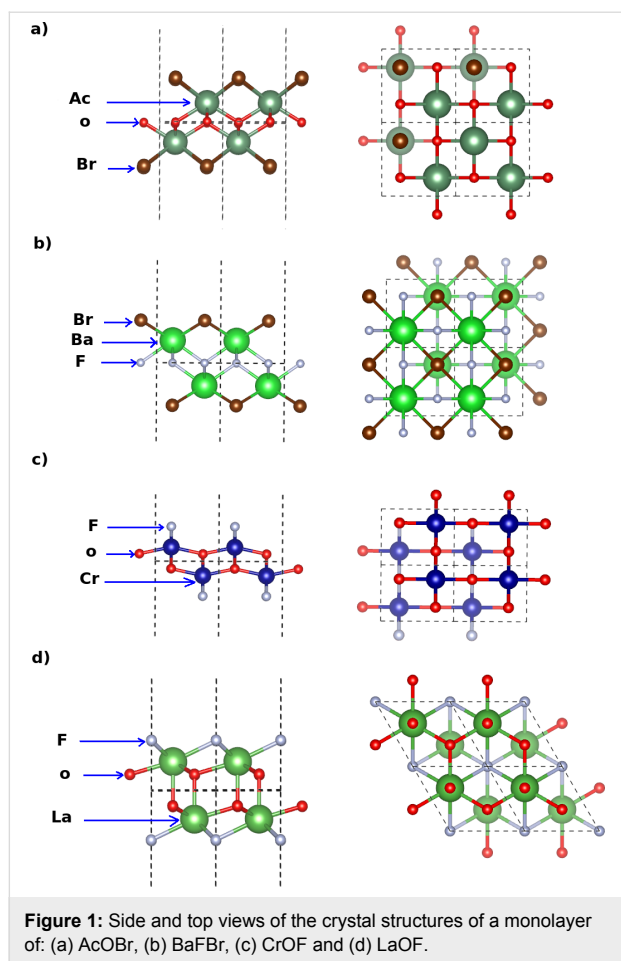 a)
Ac
o
Br
b)
Br
Ba
F
c)
F
o
Cr
d)
F
o
La
Figure 1: Side and top views of the crystal structures of a monolayer
of: (a) AcOBr, (b) BaFBr, (c) CrOF and (d) LaOF.